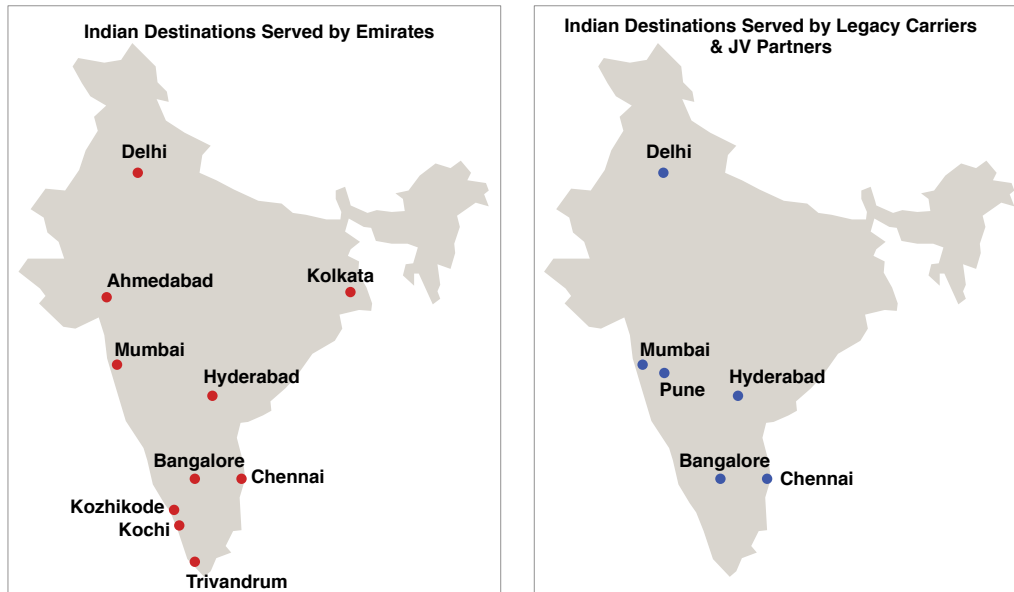 Indian Destinations Served by Emirates
Delhi
Ahmedabad
Kolkata
Mumbai
Hyderabad
Bangalore
Chennai
Kozhikode
Kochi
Trivandrum
Indian Destinations Served by Legacy Carriers
& JV Partners
Delhi
Mumbai
Pune
Hyderabad
Bangalore
Chennai